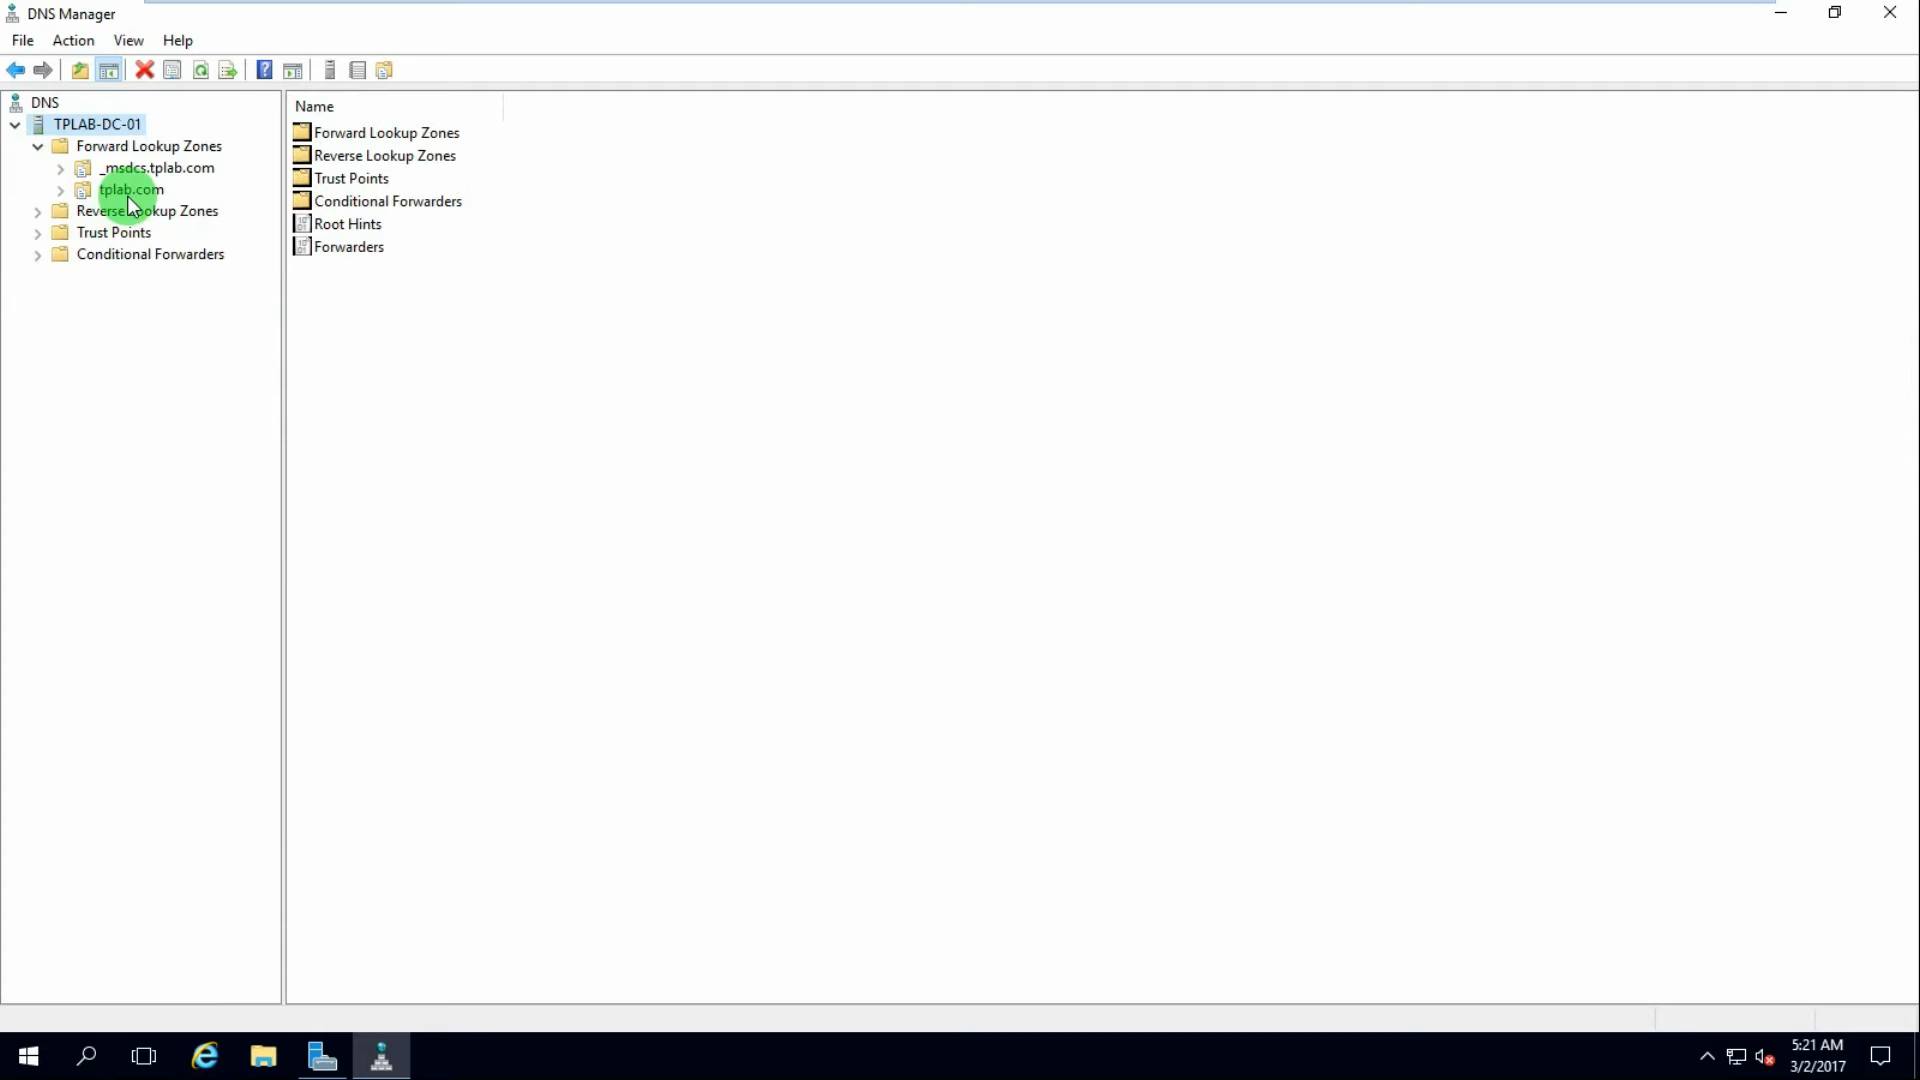 DNS Manager
File Action View Help
DNS
TPLAB-DC-01
Forward Lookup Zones
_msdcs.tplab.com
tplab.com
Reverse Lookup Zones
Trust Points
Conditional Forwarders
Name
Forward Lookup Zones
Reverse Lookup Zones
Trust Points
Conditional Forwarders
Root Hints
Forwarders
5:21 AM
3/2/2017